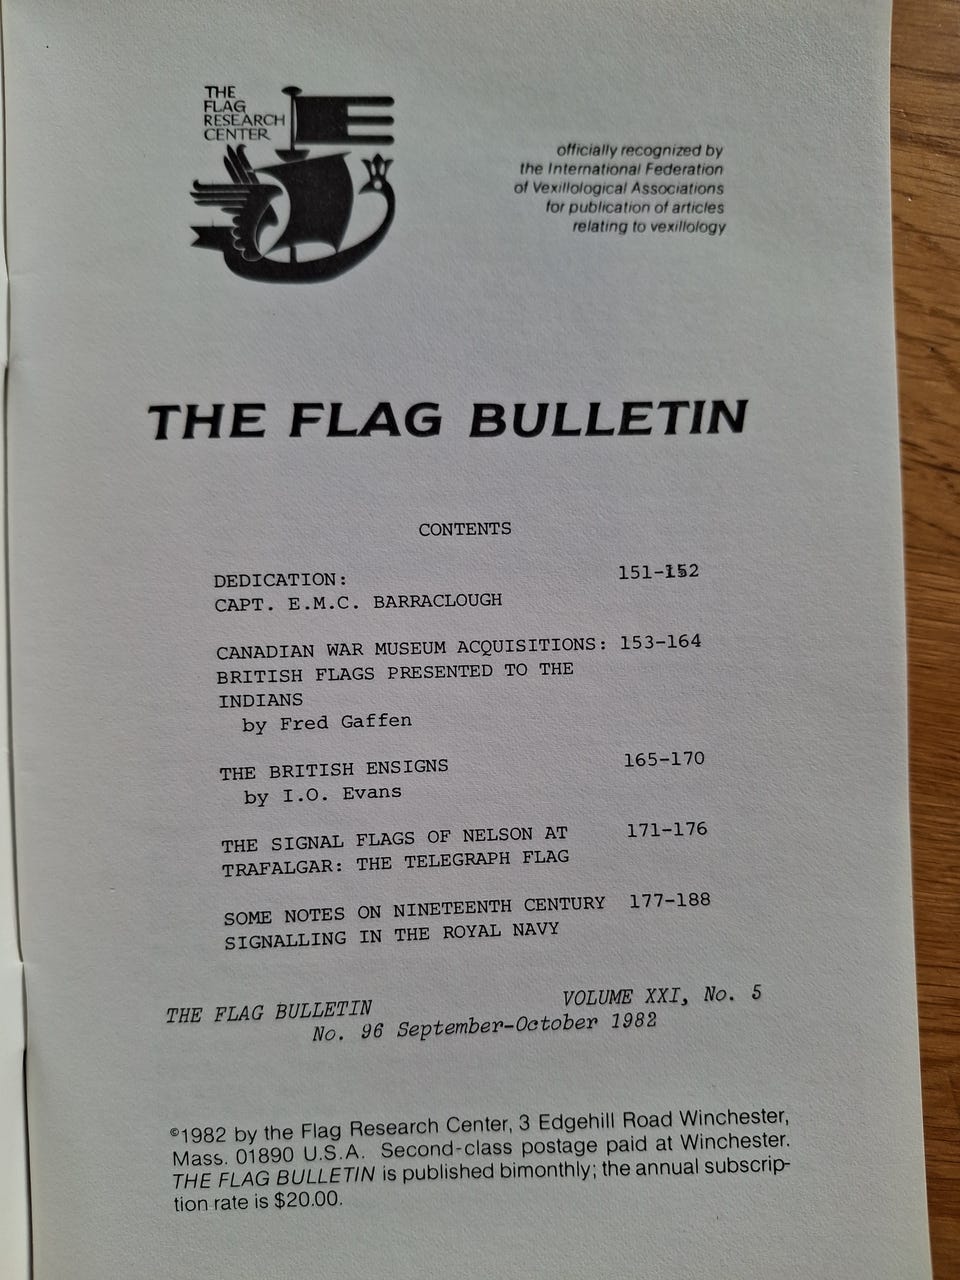 THE
FLAG
RESEARCH
CENTER
officially recognized by
the International Federation
of Vexillological Associations
for publication of articles
relating to vexillology
THE FLAG BULLETIN
CONTENTS
DEDICATION: 151-152
CAPT. E.M.C. BARRACLOUGH
CANADIAN WAR MUSEUM ACQUISITIONS: 153-164
BRITISH FLAGS PRESENTED TO THE
INDIANS
by Fred Gaffen
THE BRITISH ENSIGNS 165-170
by I.O. Evans
THE SIGNAL FLAGS OF NELSON AT 171-176
TRAFALGAR: THE TELEGRAPH FLAG
SOME NOTES ON NINETEENTH CENTURY 177-188
SIGNALLING IN THE ROYAL NAVY
THE FLAG BULLETIN VOLUME XXI, No. 5
No. 96 September-October 1982
©1982 by the Flag Research Center, 3 Edgehill Road Winchester,
Mass. 01890 U.S.A. Second-class postage paid at Winchester.
THE FLAG BULLETIN is published bimonthly; the annual subscrip-
tion rate is $20.00.